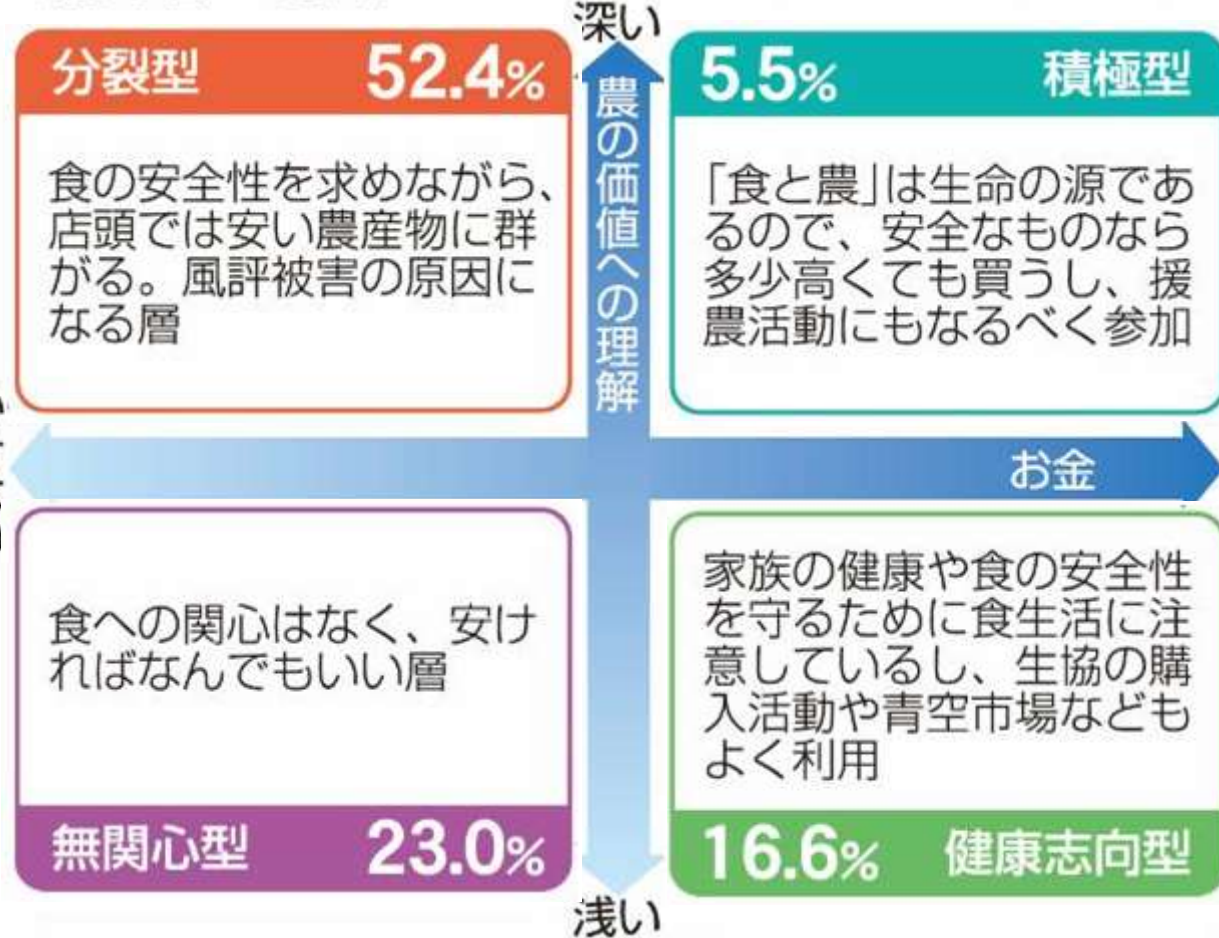 深い
分裂型 52.4%
食の安全性を求めながら、
店頭では安い農産物に群
がる。風評被害の原因に
なる層
農の価値への理解
5.5% 積極型
「食と農」は生命の源であ
るので、安全なものなら
多少高くても買うし、援
農活動にもなるべく参加
お金
食への関心はなく、安け
ればなんでもいい層
無関心型 23.0%
家族の健康や食の安全性
を守るために食生活に注
意しているし、生協の購
入活動や青空市場なども
よく利用
16.6% 健康志向型
浅い